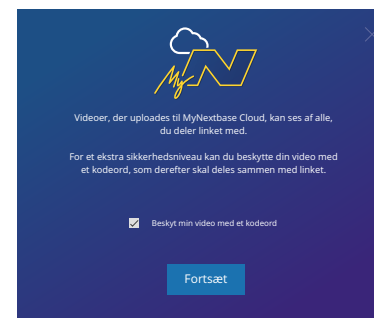 My N
Videoer, der uploades til MyNextbase Cloud, kan ses af alle,
du deler linket med.
For et ekstra sikkerhedsniveau kan du beskytte din video med
et kodeord, som derefter skal deles sammen med linket.
Beskyt min video med et kodeord
Fortsæt